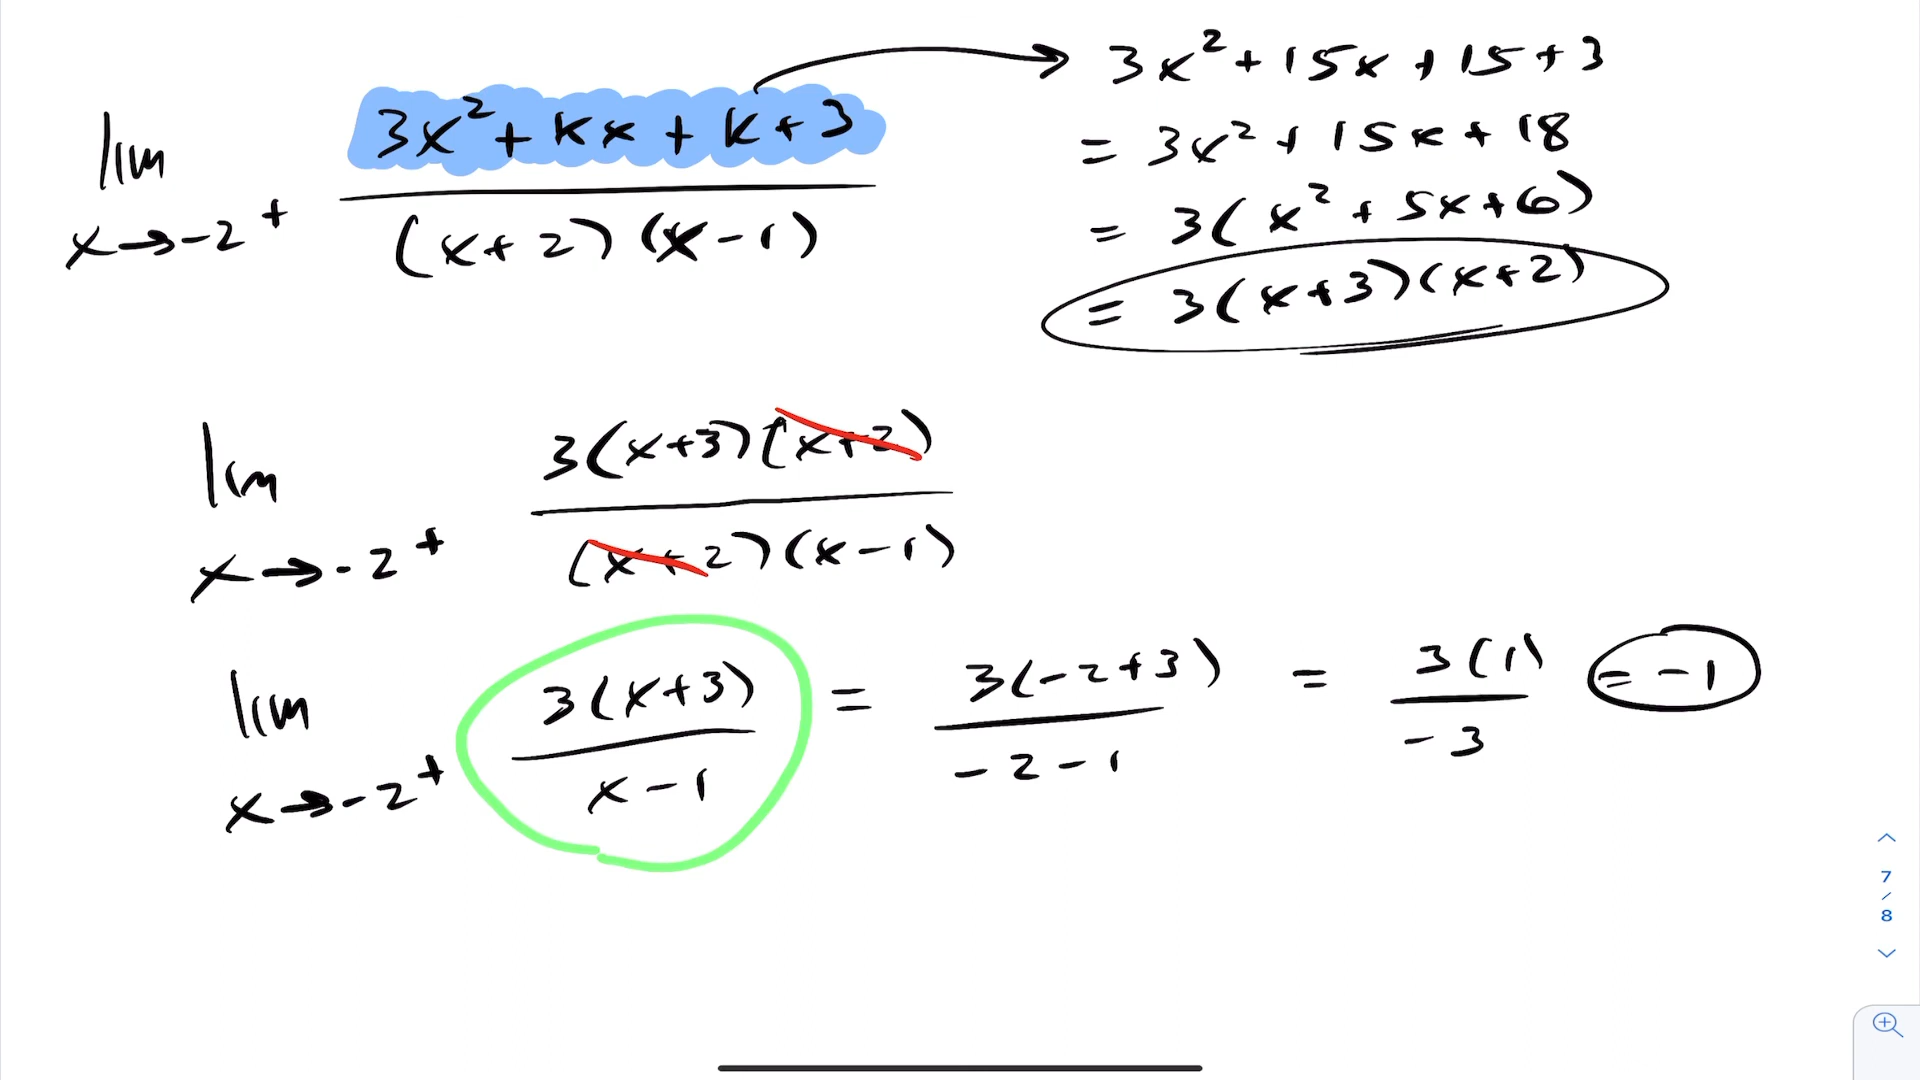 lim x→-2⁺ (3x² + kx + k + 3) / ((x+2)(x-1))
→ 3x² + 15x + 15 + 3
= 3x² + 15x + 18
= 3(x² + 5x + 6)
= 3(x+3)(x+2)
lim x→-2⁺ 3(x+3)(x+2) / ((x+2)(x-1))
lim x→-2⁺ 3(x+3) / (x-1) = 3(-2+3) / (-2-1) = 3(1) / -3 = -1
7
/
8